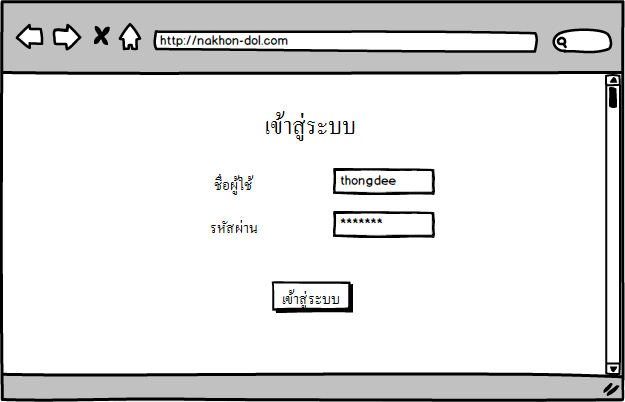 http://nakhon-dol.com
เข้าสู่ระบบ
ชื่อผู้ใช้ thongdee
รหัสผ่าน *******
เข้าสู่ระบบ